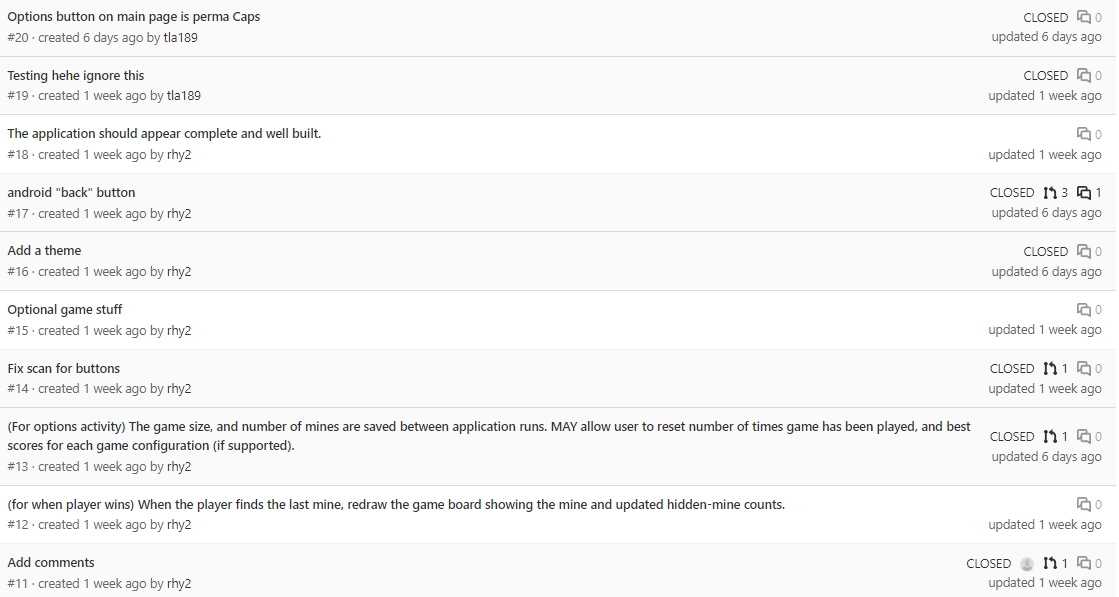 Options button on main page is perma Caps
CLOSED 0
#20 · created 6 days ago by tla189
updated 6 days ago
Testing hehe ignore this
CLOSED 0
#19 · created 1 week ago by tla189
updated 1 week ago
The application should appear complete and well built.
0
#18 · created 1 week ago by rhy2
updated 1 week ago
android "back" button
CLOSED 3 1
#17 · created 1 week ago by rhy2
updated 6 days ago
Add a theme
CLOSED 0
#16 · created 1 week ago by rhy2
updated 6 days ago
Optional game stuff
0
#15 · created 1 week ago by rhy2
updated 1 week ago
Fix scan for buttons
CLOSED 1 0
#14 · created 1 week ago by rhy2
updated 1 week ago
(For options activity) The game size, and number of mines are saved between application runs. MAY allow user to reset number of times game has been played, and best
scores for each game configuration (if supported).
CLOSED 1 0
#13 · created 1 week ago by rhy2
updated 6 days ago
(for when player wins) When the player finds the last mine, redraw the game board showing the mine and updated hidden-mine counts.
0
#12 · created 1 week ago by rhy2
updated 1 week ago
Add comments
CLOSED 1 0
#11 · created 1 week ago by rhy2
updated 1 week ago